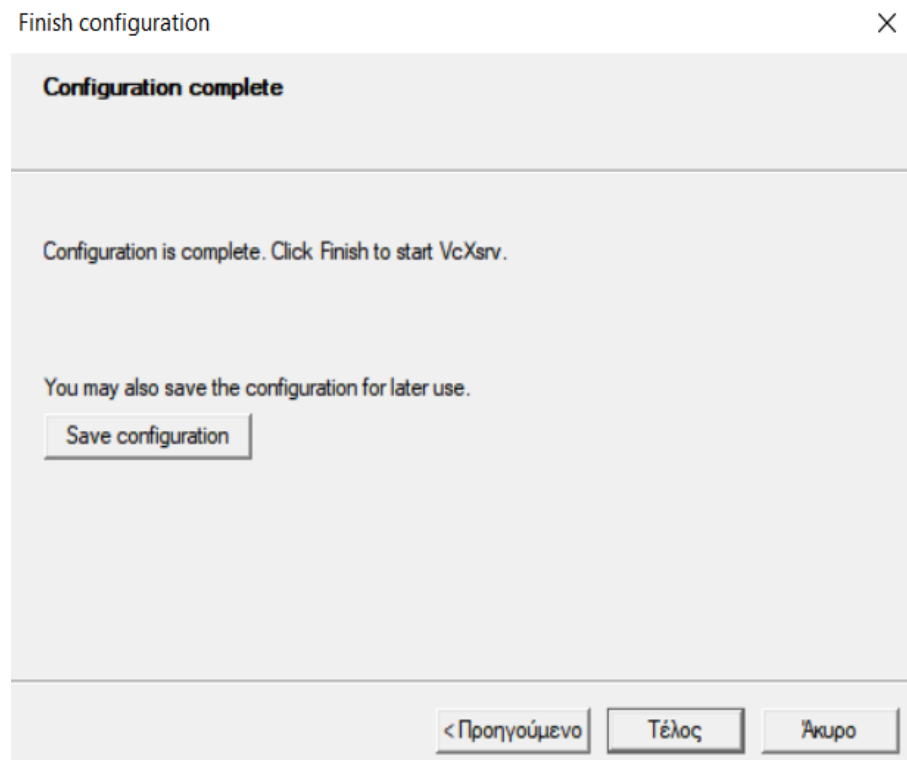 Finish configuration
Configuration complete
Configuration is complete. Click Finish to start VcXsrv.
You may also save the configuration for later use.
Save configuration
< Προηγούμενο Τέλος Άκυρο